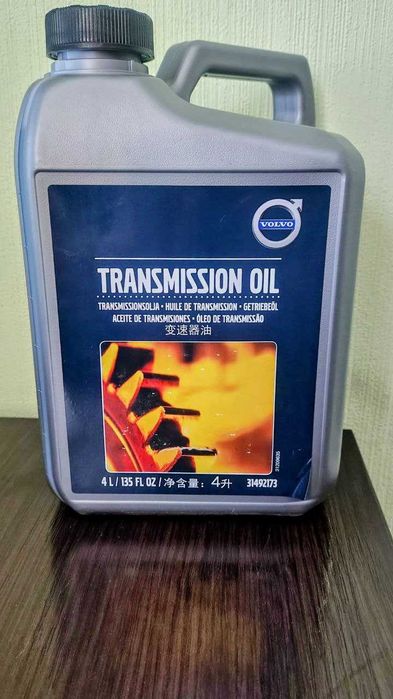 VOLVO
TRANSMISSION OIL
TRANSMISSIONSOLJA • HUILE DE TRANSMISSION • GETRIEBEÖL
ACEITE DE TRANSMISIONES • ÓLEO DE TRANSMISSÃO
变速器油
31359635
4 L / 135 FL OZ / 净含量: 4升 31492173